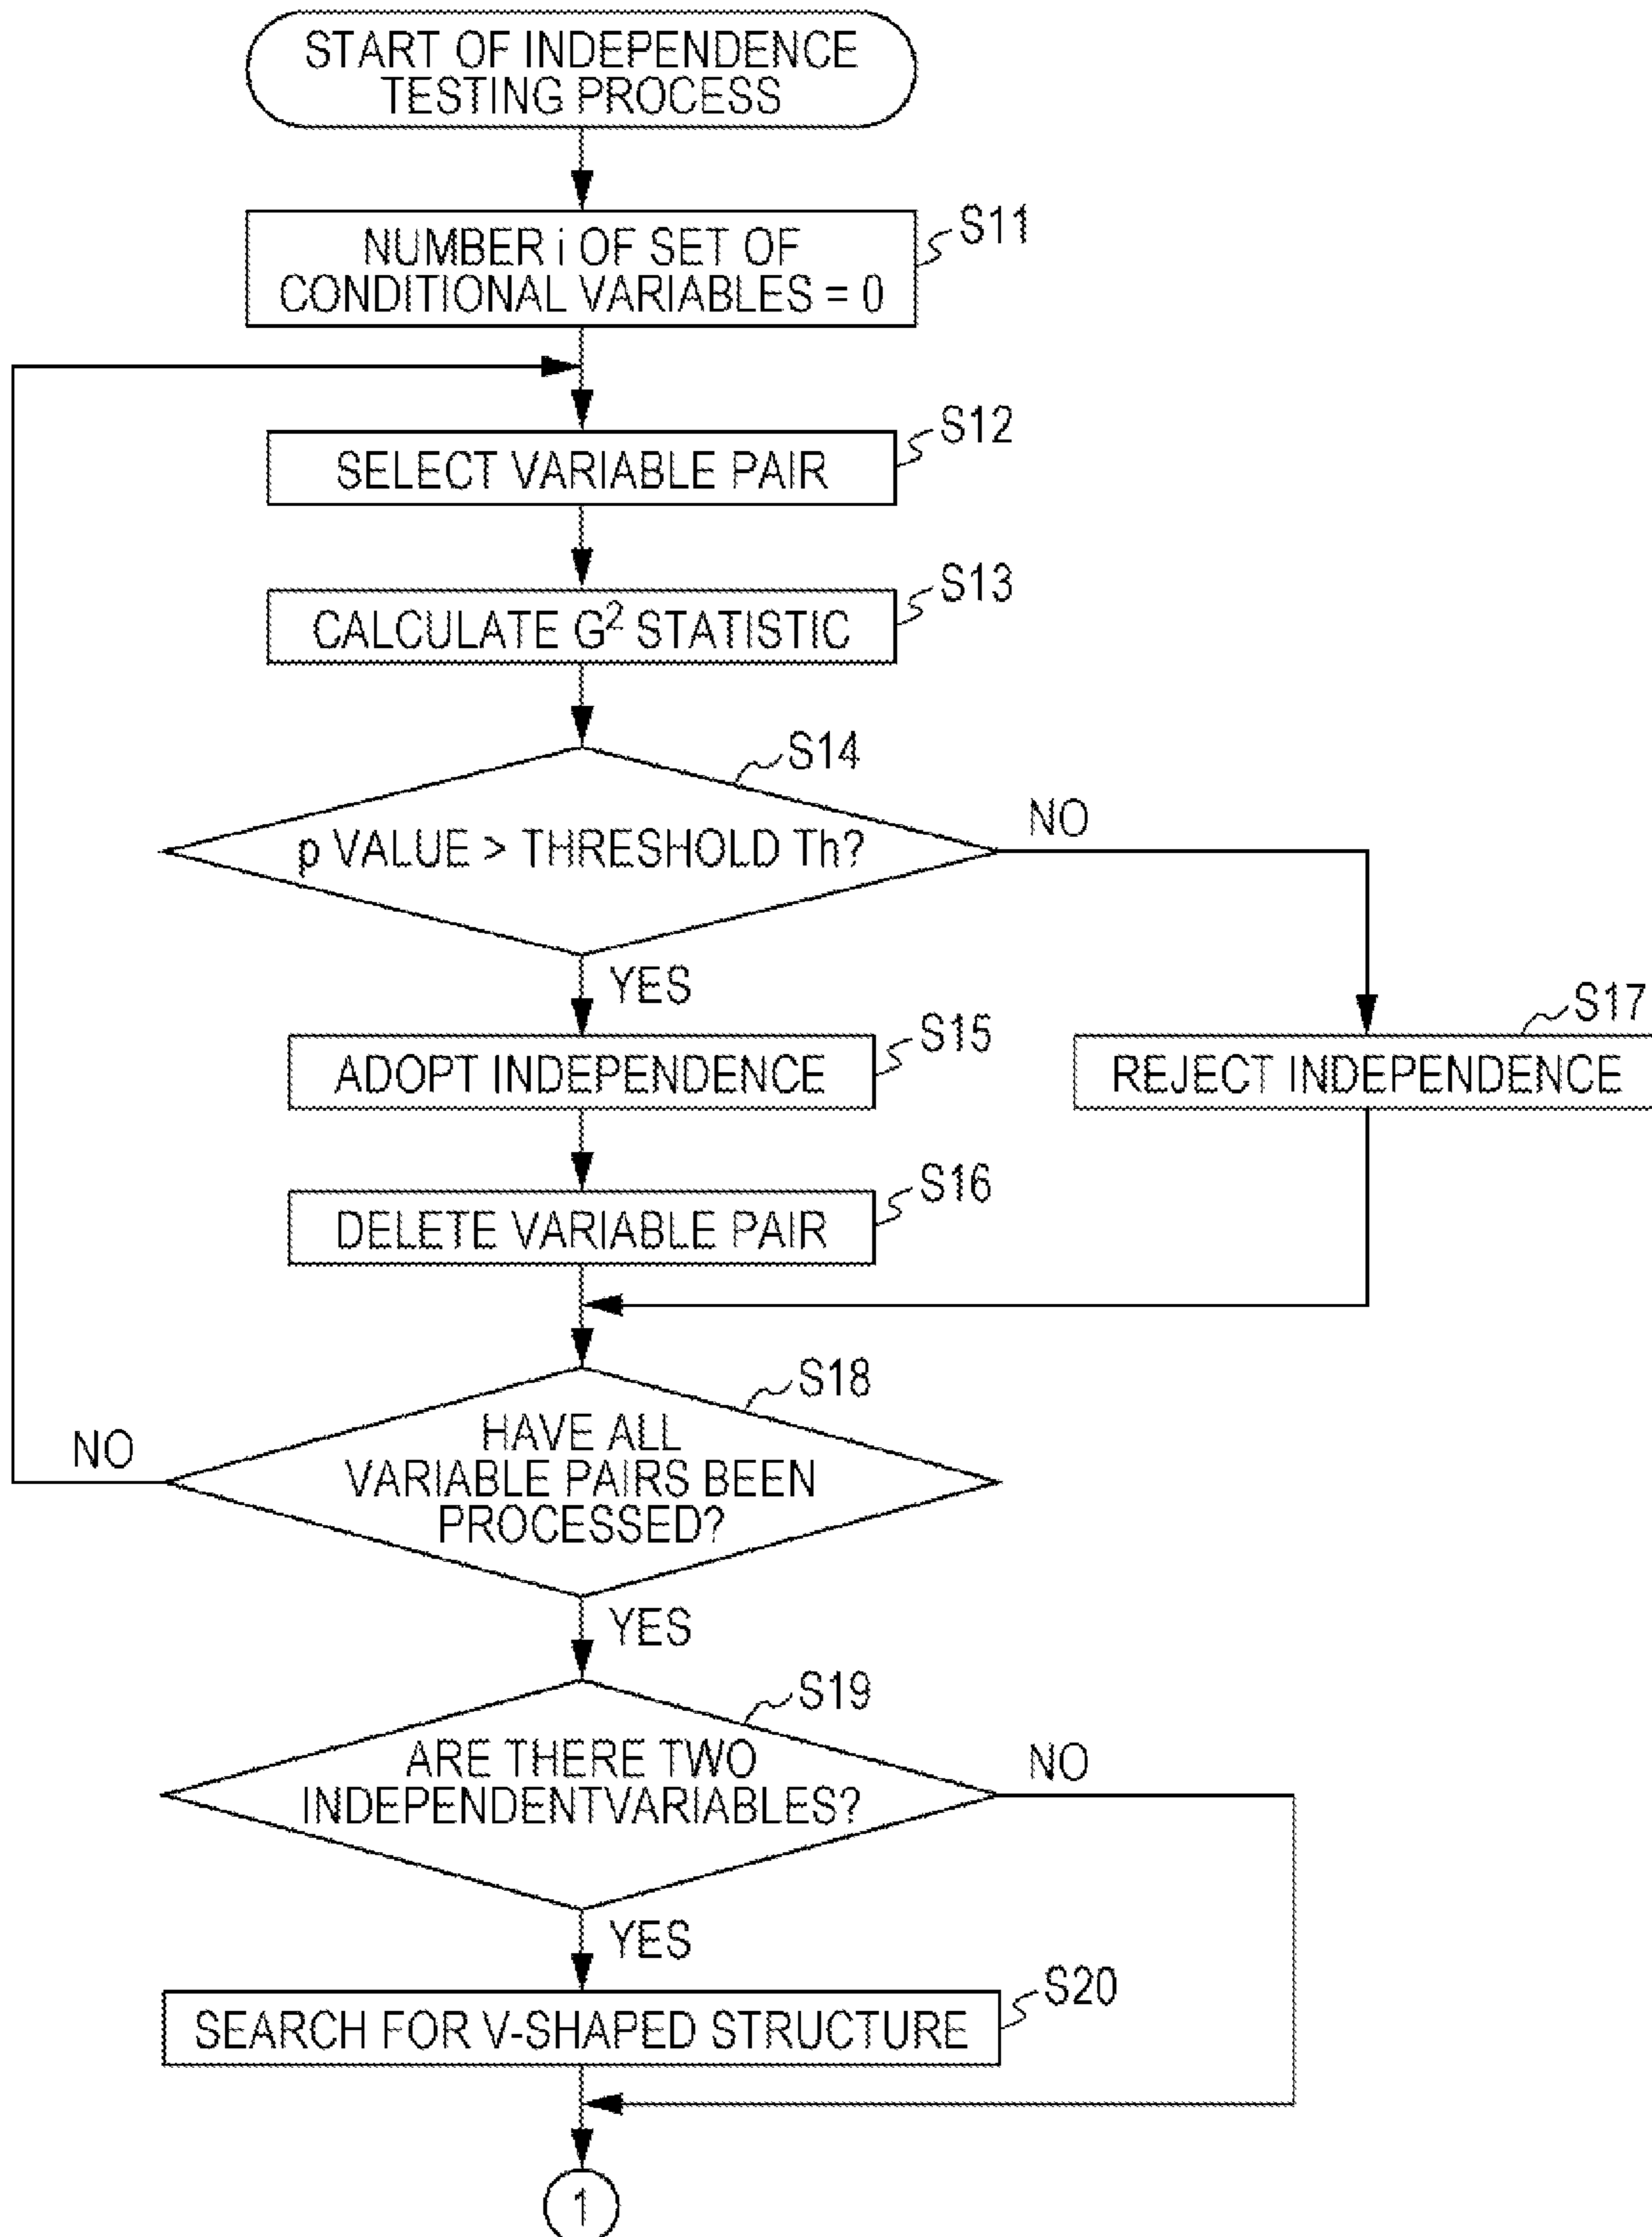 START OF INDEPENDENCE
TESTING PROCESS
S11
NUMBER i OF SET OF
CONDITIONAL VARIABLES = 0
S12
SELECT VARIABLE PAIR
S13
CALCULATE G² STATISTIC
S14
p VALUE > THRESHOLD Th?
NO
YES
S15
ADOPT INDEPENDENCE
S17
REJECT INDEPENDENCE
S16
DELETE VARIABLE PAIR
S18
HAVE ALL
VARIABLE PAIRS BEEN
PROCESSED?
NO
YES
S19
ARE THERE TWO
INDEPENDENTVARIABLES?
NO
YES
S20
SEARCH FOR V-SHAPED STRUCTURE
1